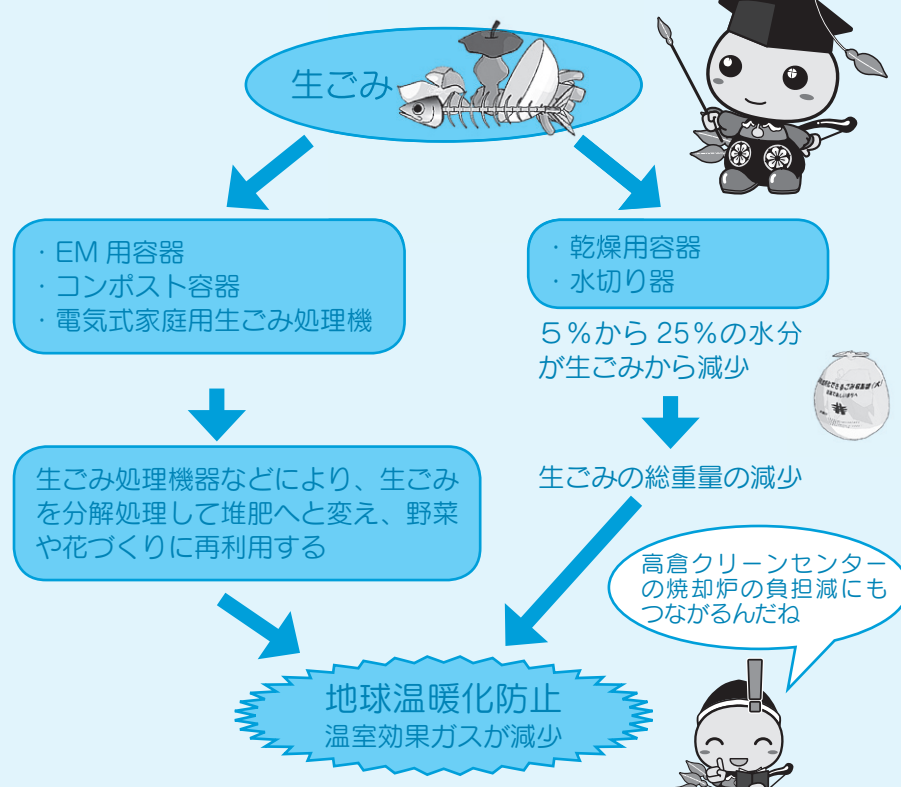 生ごみ
・EM 用容器
・コンポスト容器
・電気式家庭用生ごみ処理機
・乾燥用容器
・水切り器
５%から 25%の水分
が生ごみから減少
生ごみ処理機器などにより、生ごみ
を分解処理して堆肥へと変え、野菜
や花づくりに再利用する
生ごみの総重量の減少
高倉クリーンセンター
の焼却炉の負担減にも
つながるんだね
地球温暖化防止
温室効果ガスが減少